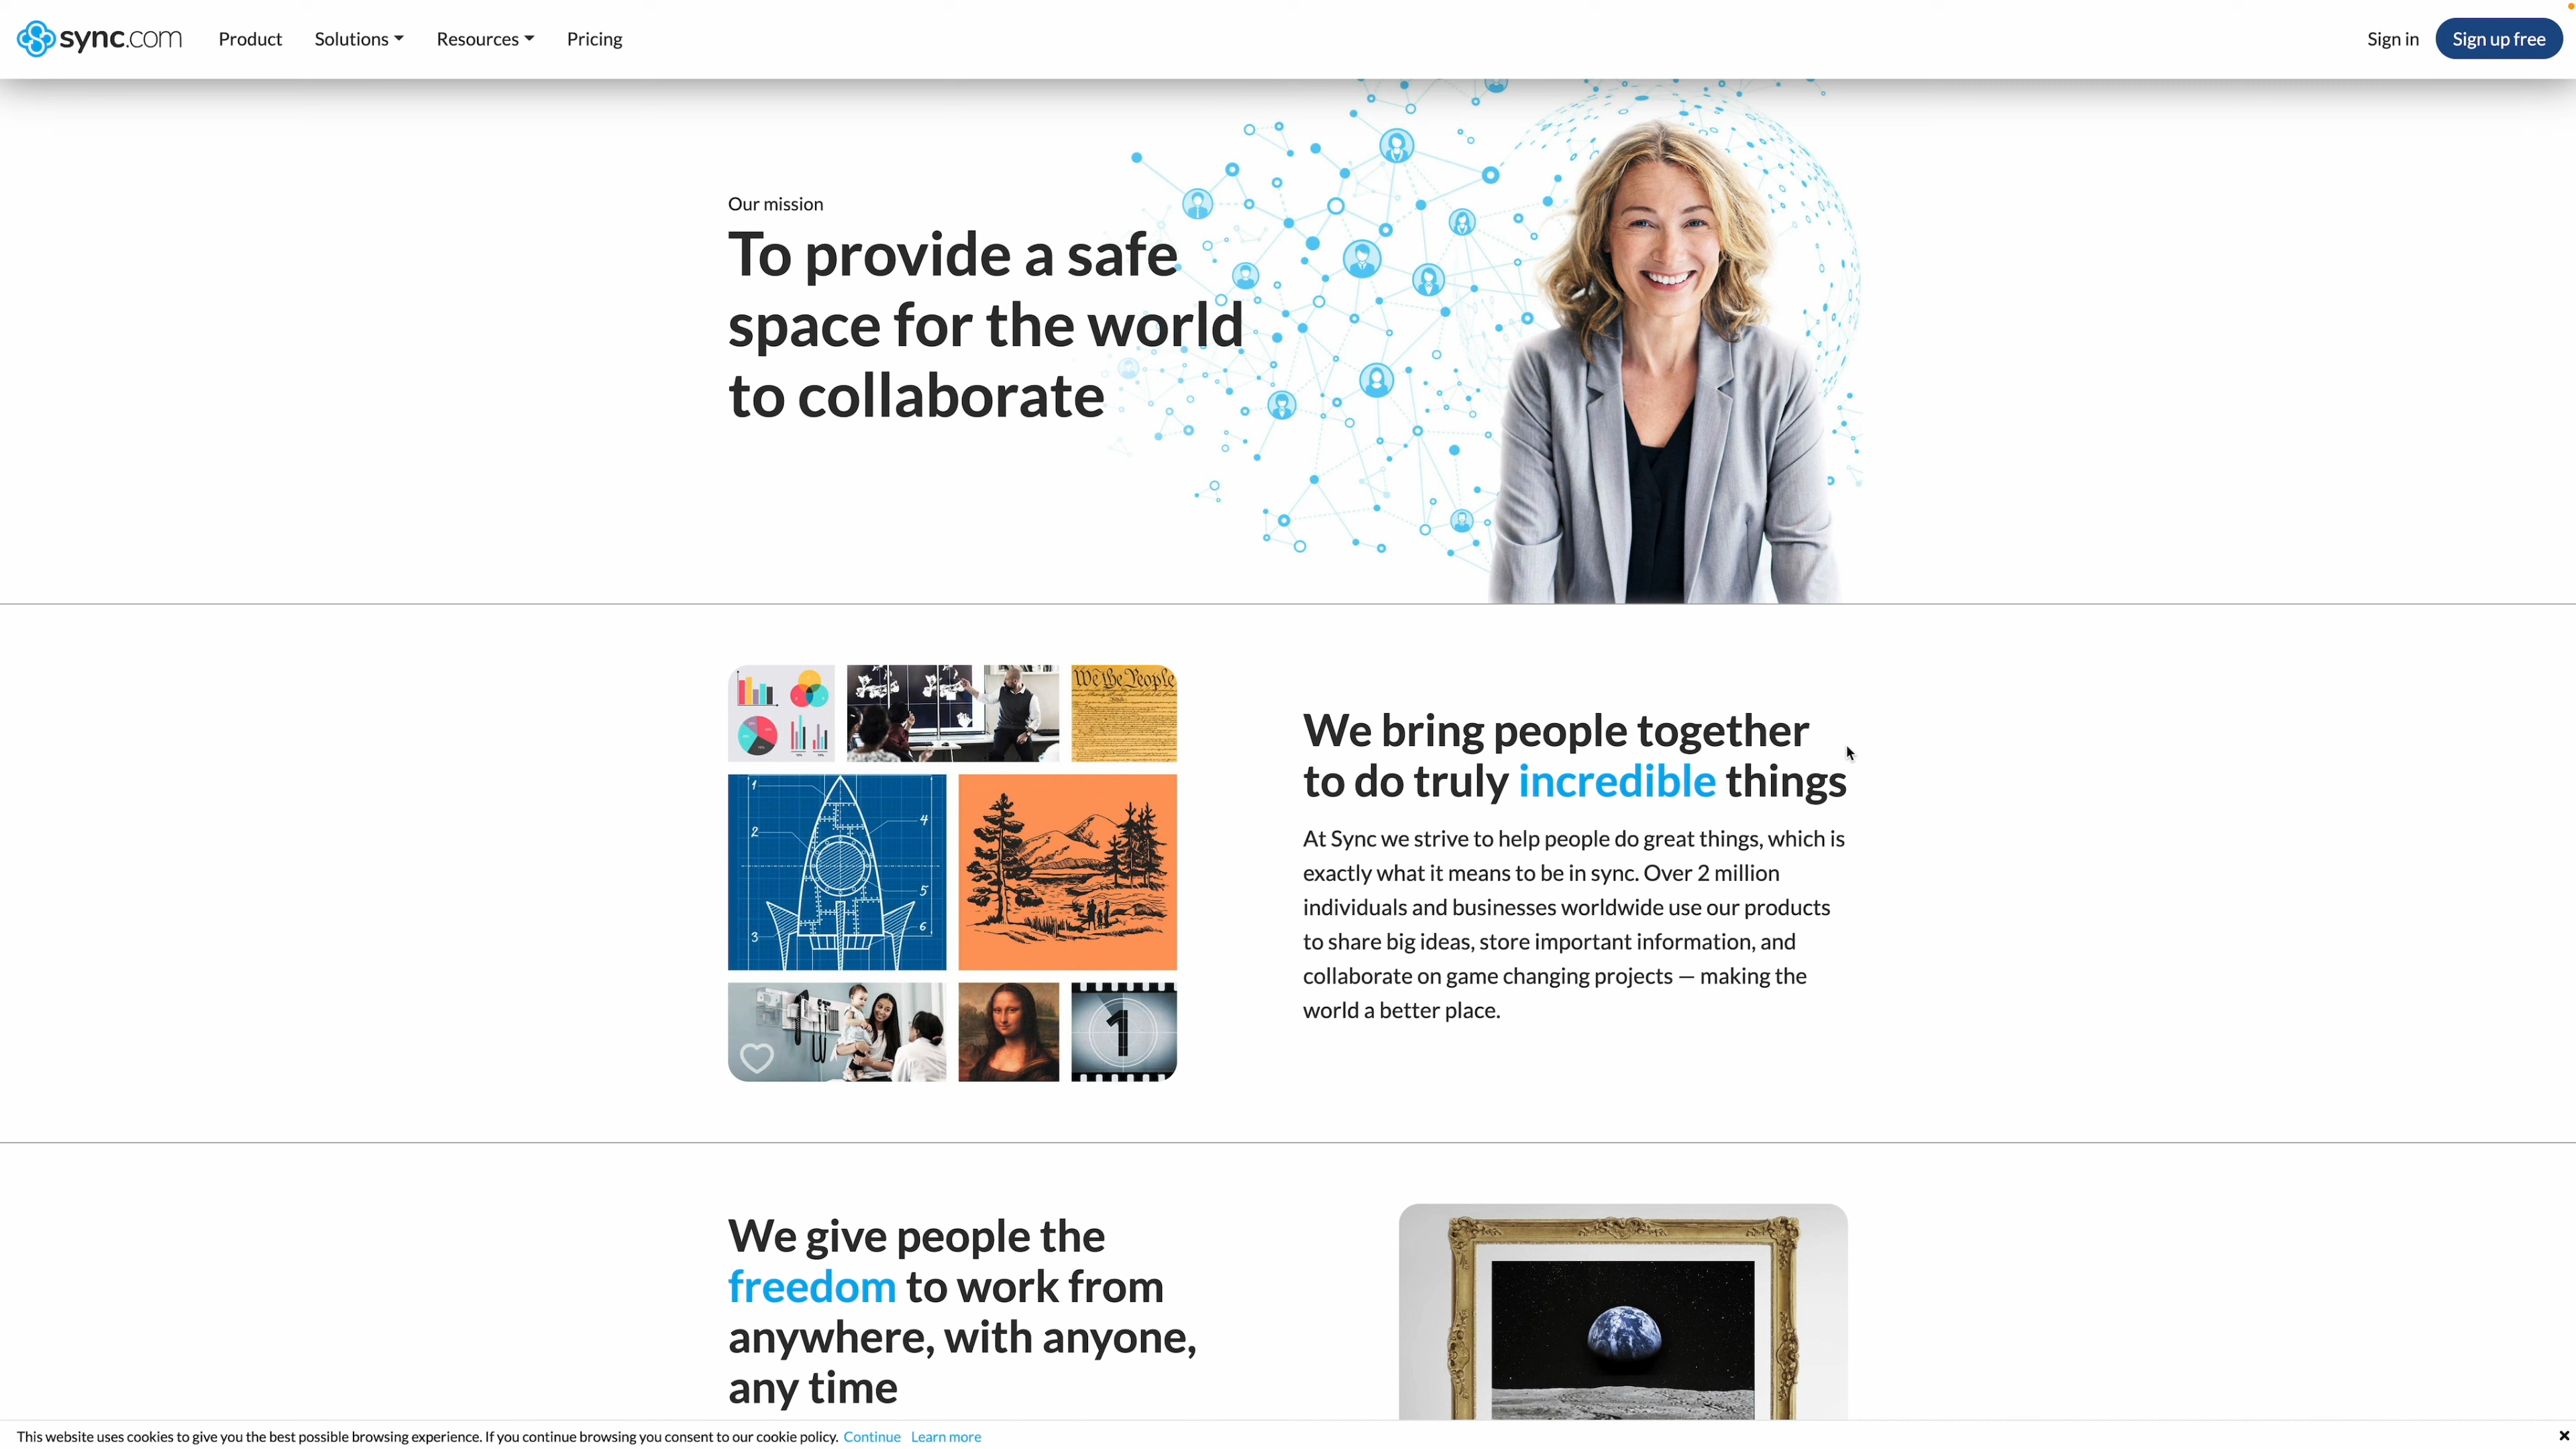 sync.com
Product
Solutions
Resources
Pricing
Sign in
Sign up free
Our mission
To provide a safe
space for the world
to collaborate
We the People
1
2
3
4
5
6
1
We bring people together
to do truly incredible things
At Sync we strive to help people do great things, which is
exactly what it means to be in sync. Over 2 million
individuals and businesses worldwide use our products
to share big ideas, store important information, and
collaborate on game changing projects — making the
world a better place.
We give people the
freedom to work from
anywhere, with anyone,
any time
This website uses cookies to give you the best possible browsing experience. If you continue browsing you consent to our cookie policy. Continue Learn more